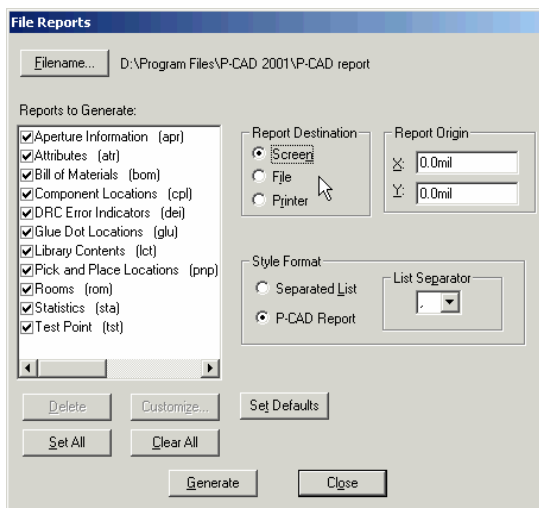 File Reports
Filename... D:\Program Files\P-CAD 2001\P-CAD report
Reports to Generate:
Aperture Information (apr)
Attributes (atr)
Bill of Materials (bom)
Component Locations (cpl)
DRC Error Indicators (dei)
Glue Dot Locations (glu)
Library Contents (lct)
Pick and Place Locations (pnp)
Rooms (rom)
Statistics (sta)
Test Point (tst)
Report Destination
Screen
File
Printer
Report Origin
X: 0.0mil
Y: 0.0mil
Style Format
Separated List
P-CAD Report
List Separator
,
Delete Customize... Set Defaults
Set All Clear All
Generate Close